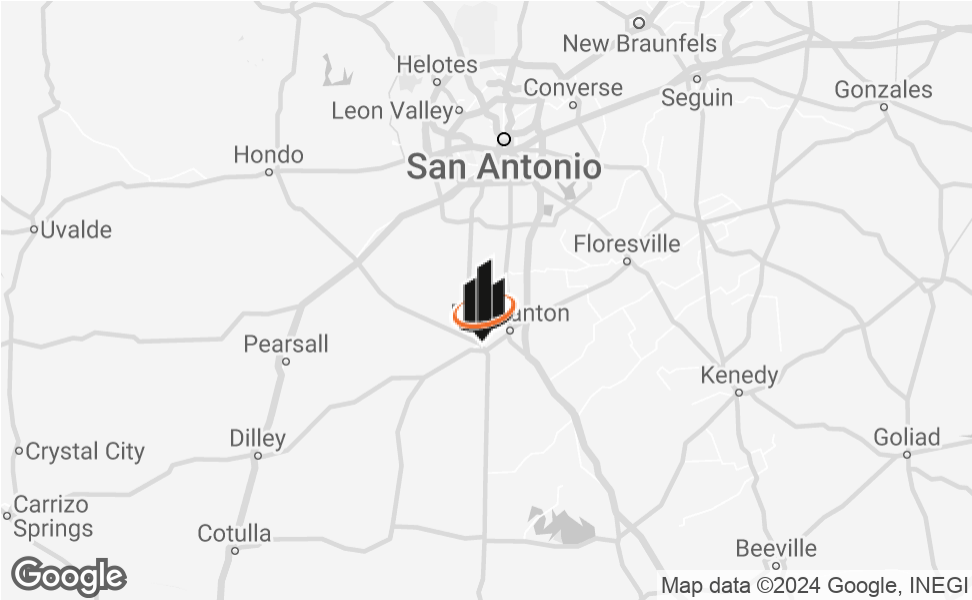 New Braunfels
Helotes
Converse
Seguin
Gonzales
Leon Valley
Hondo
San Antonio
Uvalde
Floresville
Pearsall
Kenedy
Dilley
Goliad
Crystal City
Carrizo
Springs
Cotulla
Beeville
Google
Map data ©2024 Google, INEGI